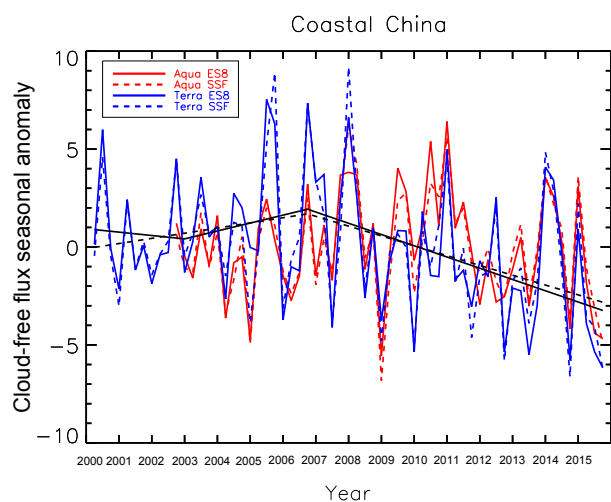 Coastal China
Cloud-free flux seasonal anomaly
10
5
0
−5
−10
Aqua ES8
Aqua SSF
Terra ES8
Terra SSF
2000 2001 2002 2003 2004 2005 2006 2007 2008 2009 2010 2011 2012 2013 2014 2015
Year